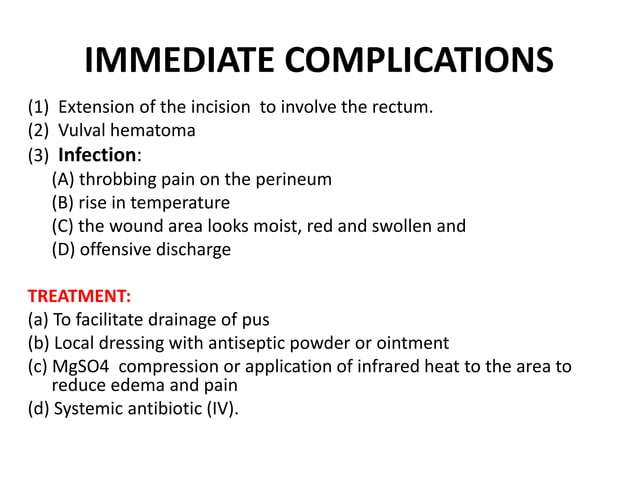 IMMEDIATE COMPLICATIONS
(1) Extension of the incision to involve the rectum.
(2) Vulval hematoma
(3) Infection:
(A) throbbing pain on the perineum
(B) rise in temperature
(C) the wound area looks moist, red and swollen and
(D) offensive discharge
TREATMENT:
(a) To facilitate drainage of pus
(b) Local dressing with antiseptic powder or ointment
(c) MgSO4 compression or application of infrared heat to the area to
reduce edema and pain
(d) Systemic antibiotic (IV).